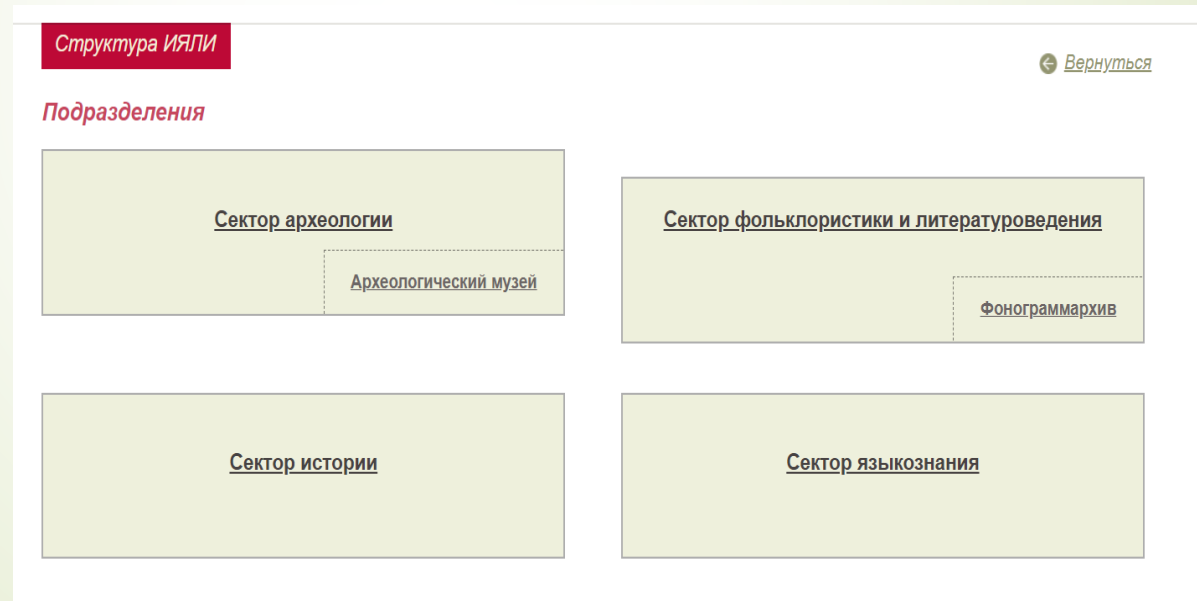 Структура ИЯЛИ
Вернуться
Подразделения
Сектор археологии
Археологический музей
Сектор фольклористики и литературоведения
Фонограммархив
Сектор истории
Сектор языкознания